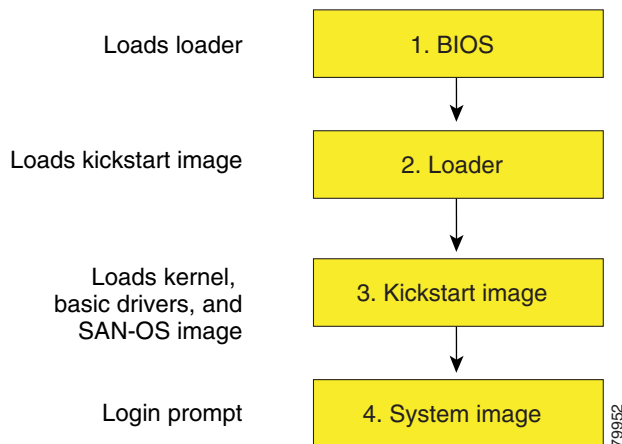 Loads loader
1. BIOS
Loads kickstart image
2. Loader
Loads kernel,
basic drivers, and
SAN-OS image
3. Kickstart image
Login prompt
4. System image
79952